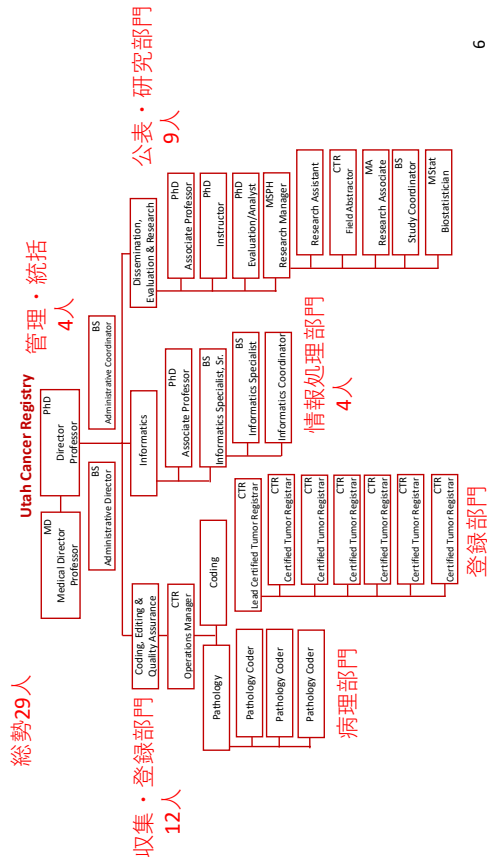 総勢29人
Utah Cancer Registry
管理・統括
4人
MD
Medical Director
Professor
PhD
Director
Professor
BS
Administrative Director
BS
Administrative Coordinator
収集・登録部門
12人
Coding, Editing &
Quality Assurance
CTR
Operations Manager
Pathology
Pathology Coder
Pathology Coder
Pathology Coder
病理部門
Coding
CTR
Lead Certified Tumor Registrar
CTR
Certified Tumor Registrar
CTR
Certified Tumor Registrar
CTR
Certified Tumor Registrar
CTR
Certified Tumor Registrar
CTR
Certified Tumor Registrar
CTR
Certified Tumor Registrar
登録部門
Informatics
PhD
Associate Professor
BS
Informatics Specialist, Sr.
BS
Informatics Specialist
Informatics Coordinator
情報処理部門
4人
公表・研究部門
9人
Dissemination,
Evaluation & Research
PhD
Associate Professor
PhD
Instructor
PhD
Evaluation/Analyst
MSPH
Research Manager
Research Assistant
CTR
Field Abstractor
MA
Research Associate
BS
Study Coordinator
MStat
Biostatistician
6